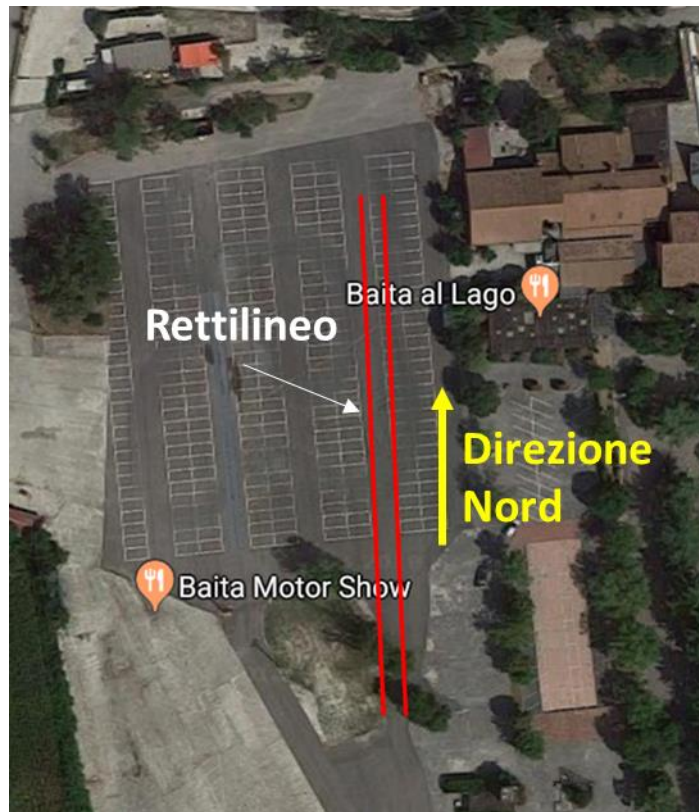 Baita al Lago
Rettilineo
Direzione
Nord
Baita Motor Show